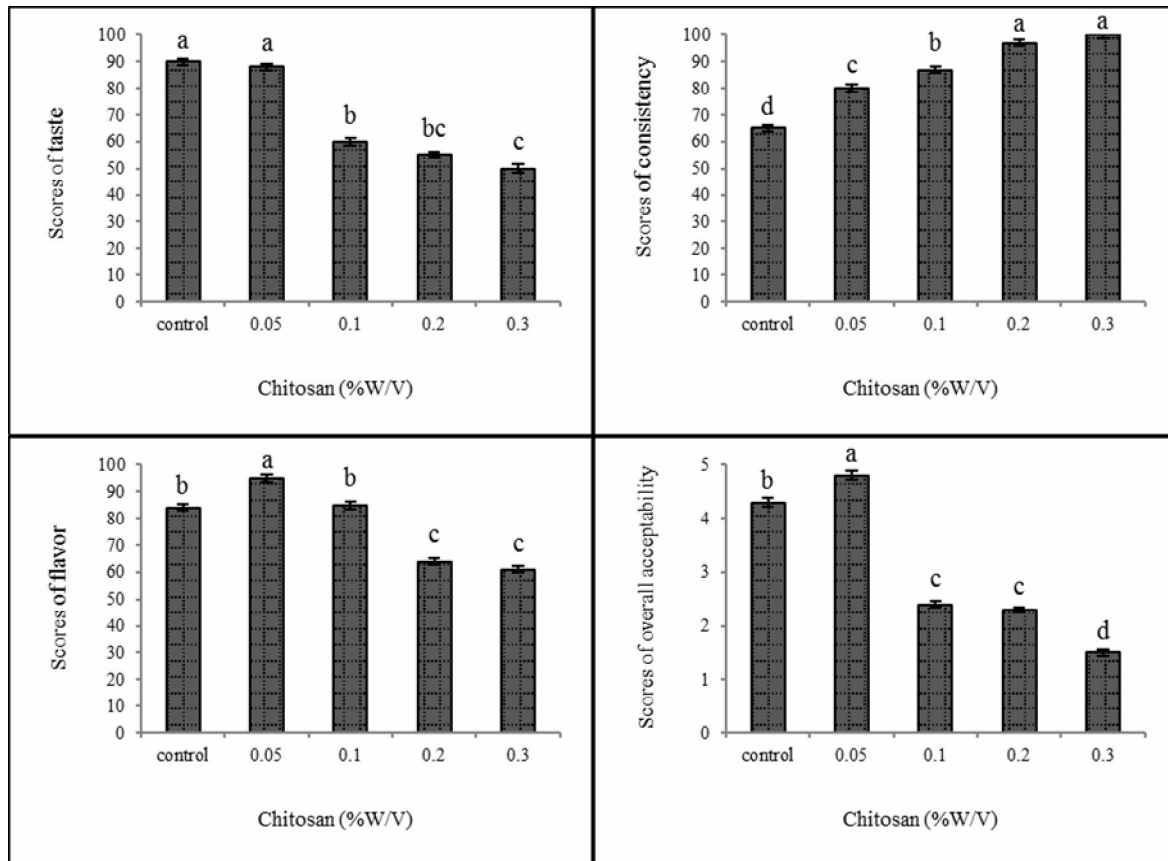 Scores of taste
100
90
80
70
60
50
40
30
20
10
0
a
a
b
bc
c
control 0.05 0.1 0.2 0.3
Chitosan (%W/V)
Scores of consistency
100
90
80
70
60
50
40
30
20
10
0
d
c
b
a
a
control 0.05 0.1 0.2 0.3
Chitosan (%W/V)
Scores of flavor
100
90
80
70
60
50
40
30
20
10
0
b
a
b
c
c
control 0.05 0.1 0.2 0.3
Chitosan (%W/V)
Scores of overall acceptability
5
4
3
2
1
0
b
a
c
c
d
control 0.05 0.1 0.2 0.3
Chitosan (%W/V)